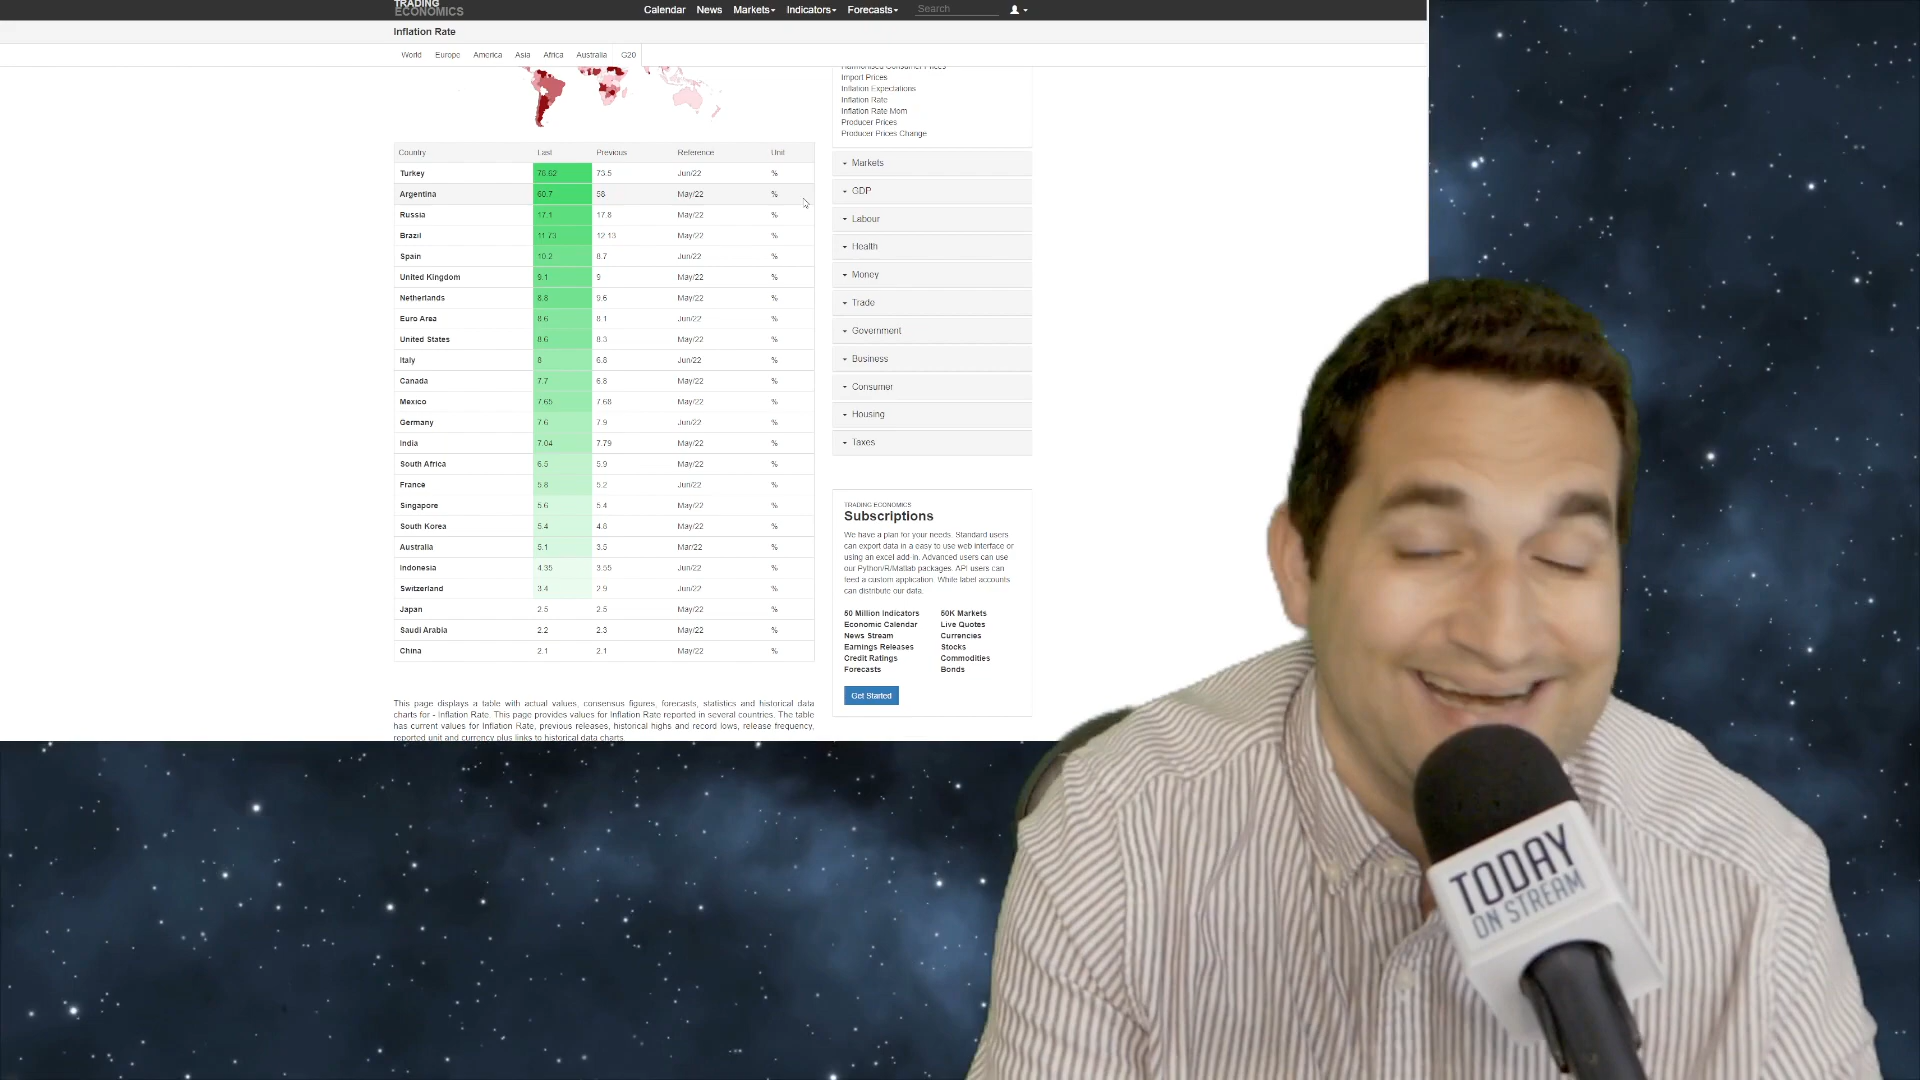 TRADING
ECONOMICS
Calendar News Markets Indicators Forecasts Search
Inflation Rate
World Europe America Asia Africa Australia G20
Harmonised Consumer Prices
Import Prices
Inflation Expectations
Inflation Rate
Inflation Rate Mom
Producer Prices
Producer Prices Change
Country Last Previous Reference Unit
Turkey 78.62 73.5 Jun/22 %
Argentina 60.7 58 May/22 %
Russia 17.1 17.8 May/22 %
Brazil 11.73 12.13 May/22 %
Spain 10.2 8.7 Jun/22 %
United Kingdom 9.1 9 May/22 %
Netherlands 8.8 9.6 May/22 %
Euro Area 8.6 8.1 Jun/22 %
United States 8.6 8.3 May/22 %
Italy 8 6.8 Jun/22 %
Canada 7.7 6.8 May/22 %
Mexico 7.65 7.68 May/22 %
Germany 7.6 7.9 Jun/22 %
India 7.04 7.79 May/22 %
South Africa 6.5 5.9 May/22 %
France 5.8 5.2 Jun/22 %
Singapore 5.6 5.4 May/22 %
South Korea 5.4 4.8 May/22 %
Australia 5.1 3.5 Mar/22 %
Indonesia 4.35 3.55 Jun/22 %
Switzerland 3.4 2.9 Jun/22 %
Japan 2.5 2.5 May/22 %
Saudi Arabia 2.2 2.3 May/22 %
China 2.1 2.1 May/22 %
This page displays a table with actual values, consensus figures, forecasts, statistics and historical data
charts for - Inflation Rate. This page provides values for Inflation Rate reported in several countries. The table
has current values for Inflation Rate, previous releases, historical highs and record lows, release frequency,
reported unit and currency plus links to historical data charts.
Markets
GDP
Labour
Health
Money
Trade
Government
Business
Consumer
Housing
Taxes
TRADING ECONOMICS
Subscriptions
We have a plan for your needs. Standard users
can export data in a easy to use web interface or
using an excel add-in. Advanced users can use
our Python/R/Matlab packages. API users can
feed a custom application. White label accounts
can distribute our data.
50 Million Indicators 50K Markets
Economic Calendar Live Quotes
News Stream Currencies
Earnings Releases Stocks
Credit Ratings Commodities
Forecasts Bonds
Get Started
TODAY
ON STREAM